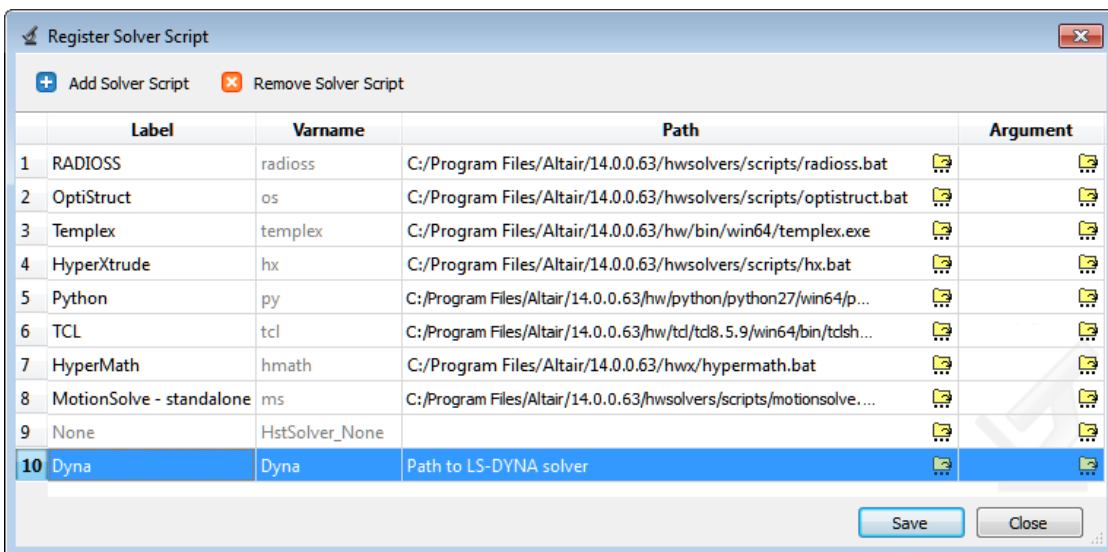 Register Solver Script
Add Solver Script Remove Solver Script
Label Varname Path Argument
1 RADIOSS radioss C:/Program Files/Altair/14.0.0.63/hwsolvers/scripts/radioss.bat
2 OptiStruct os C:/Program Files/Altair/14.0.0.63/hwsolvers/scripts/optistruct.bat
3 Templex templex C:/Program Files/Altair/14.0.0.63/hw/bin/win64/templex.exe
4 HyperXtrude hx C:/Program Files/Altair/14.0.0.63/hwsolvers/scripts/hx.bat
5 Python py C:/Program Files/Altair/14.0.0.63/hw/python/python27/win64/p...
6 TCL tcl C:/Program Files/Altair/14.0.0.63/hw/tcl/tcl8.5.9/win64/bin/tclsh...
7 HyperMath hmath C:/Program Files/Altair/14.0.0.63/hwx/hypermath.bat
8 MotionSolve - standalone ms C:/Program Files/Altair/14.0.0.63/hwsolvers/scripts/motionsolve....
9 None HstSolver_None
10 Dyna Dyna Path to LS-DYNA solver
Save Close